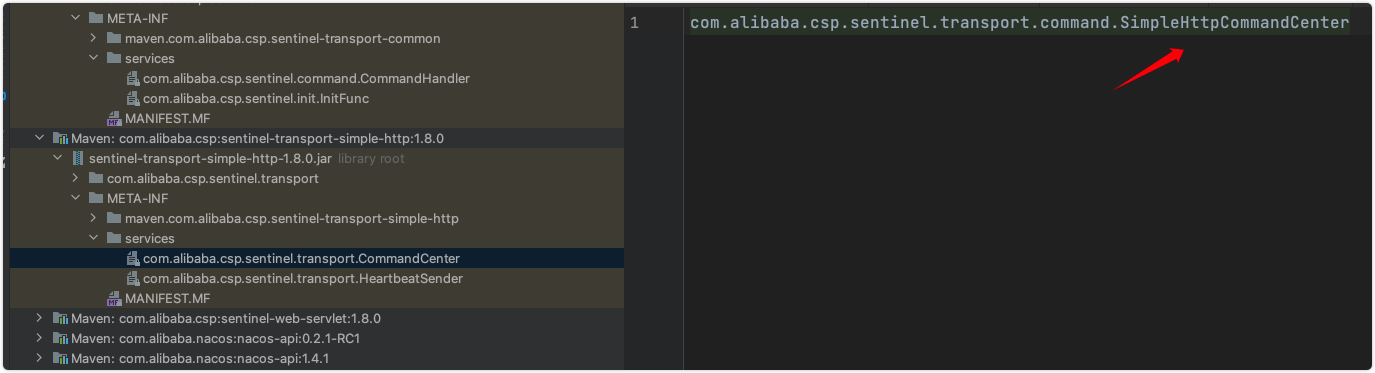 META-INF
maven.com.alibaba.csp.sentinel-transport-common
services
com.alibaba.csp.sentinel.command.CommandHandler
com.alibaba.csp.sentinel.init.InitFunc
MANIFEST.MF
Maven: com.alibaba.csp:sentinel-transport-simple-http:1.8.0
sentinel-transport-simple-http-1.8.0.jar library root
com.alibaba.csp.sentinel.transport
META-INF
maven.com.alibaba.csp.sentinel-transport-simple-http
services
com.alibaba.csp.sentinel.transport.CommandCenter
com.alibaba.csp.sentinel.transport.HeartbeatSender
MANIFEST.MF
Maven: com.alibaba.csp:sentinel-web-servlet:1.8.0
Maven: com.alibaba.nacos:nacos-api:0.2.1-RC1
Maven: com.alibaba.nacos:nacos-api:1.4.1
1 com.alibaba.csp.sentinel.transport.command.SimpleHttpCommandCenter